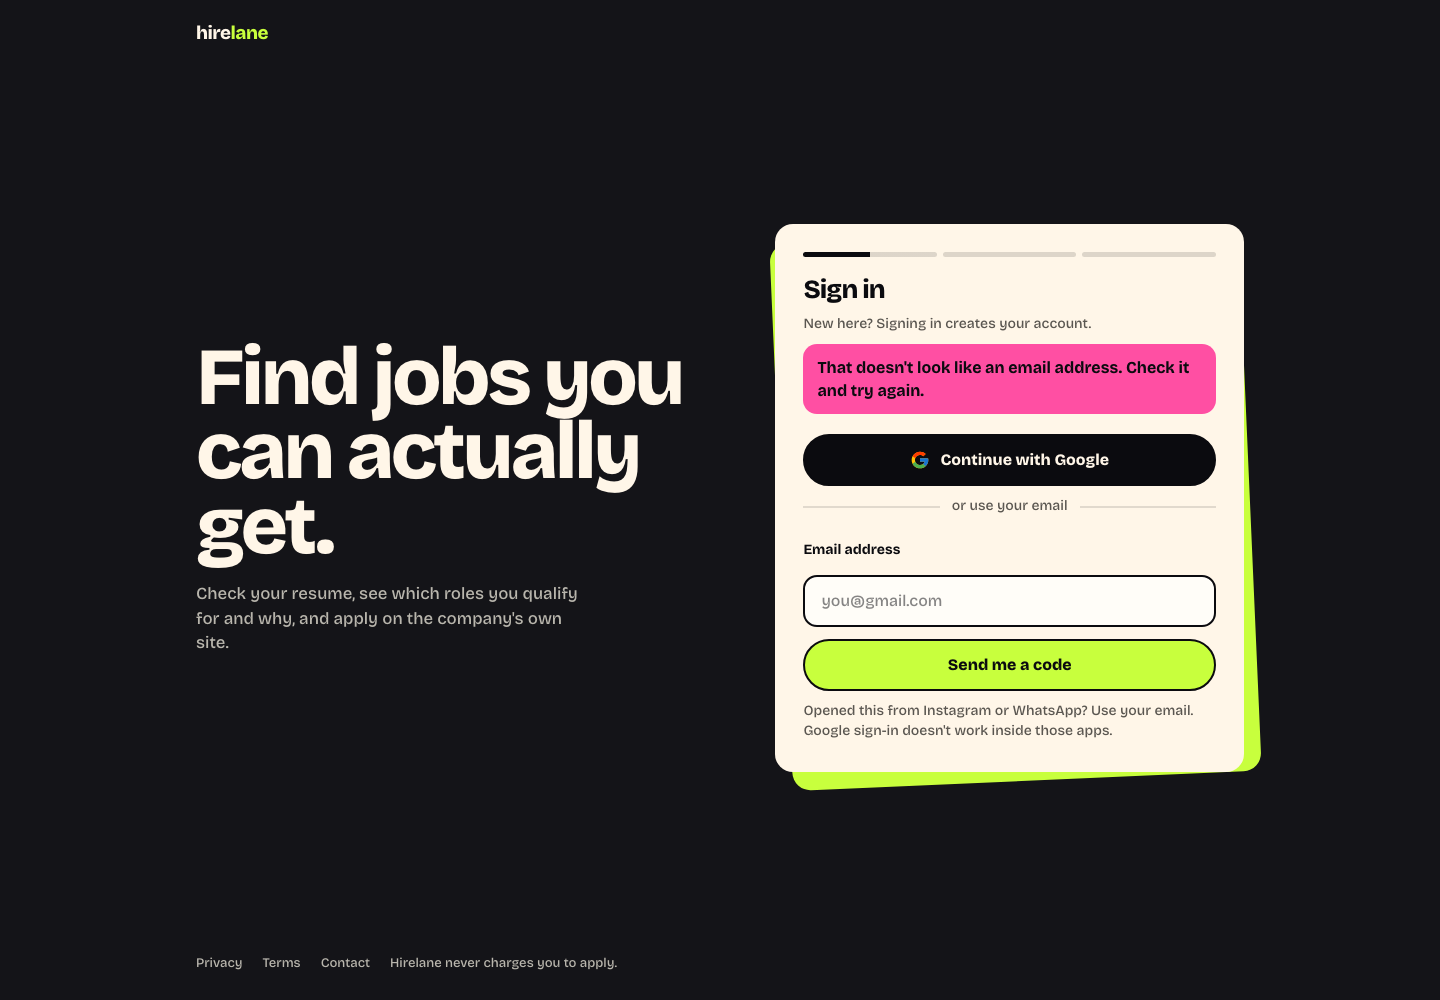 hirelane
Find jobs you
can actually
get.
Check your resume, see which roles you qualify
for and why, and apply on the company's own
site.
Sign in
New here? Signing in creates your account.
That doesn't look like an email address. Check it
and try again.
Continue with Google
or use your email
Email address
you@gmail.com
Send me a code
Opened this from Instagram or WhatsApp? Use your email.
Google sign-in doesn't work inside those apps.
Privacy Terms Contact Hirelane never charges you to apply.